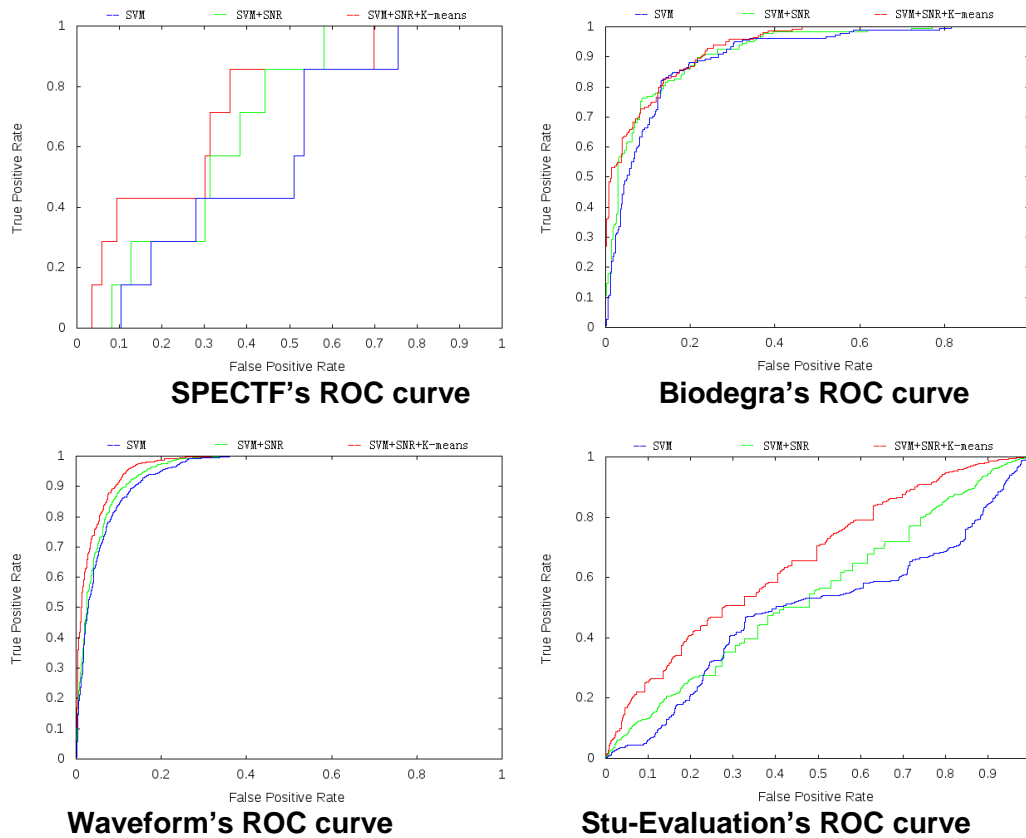 SVM SVM+SNR SVM+SNR+K-means
1
0.8
0.6
0.4
0.2
0
0 0.1 0.2 0.3 0.4 0.5 0.6 0.7 0.8 0.9 1
True Positive Rate
False Positive Rate
SPECTF's ROC curve
SVM SVM+SNR SVM+SNR+K-means
1
0.9
0.8
0.7
0.6
0.5
0.4
0.3
0.2
0.1
0
0 0.2 0.4 0.6 0.8
True Positive Rate
False Positive Rate
Biodegra's ROC curve
SVM SVM+SNR SVM+SNR+K-means
1
0.9
0.8
0.7
0.6
0.5
0.4
0.3
0.2
0.1
0
0 0.2 0.4 0.6 0.8 1
True Positive Rate
False Positive Rate
Waveform's ROC curve
SVM SVM+SNR SVM+SNR+K-means
1
0.8
0.6
0.4
0.2
0
0 0.1 0.2 0.3 0.4 0.5 0.6 0.7 0.8 0.9
True Positive Rate
False Positive Rate
Stu-Evaluation's ROC curve